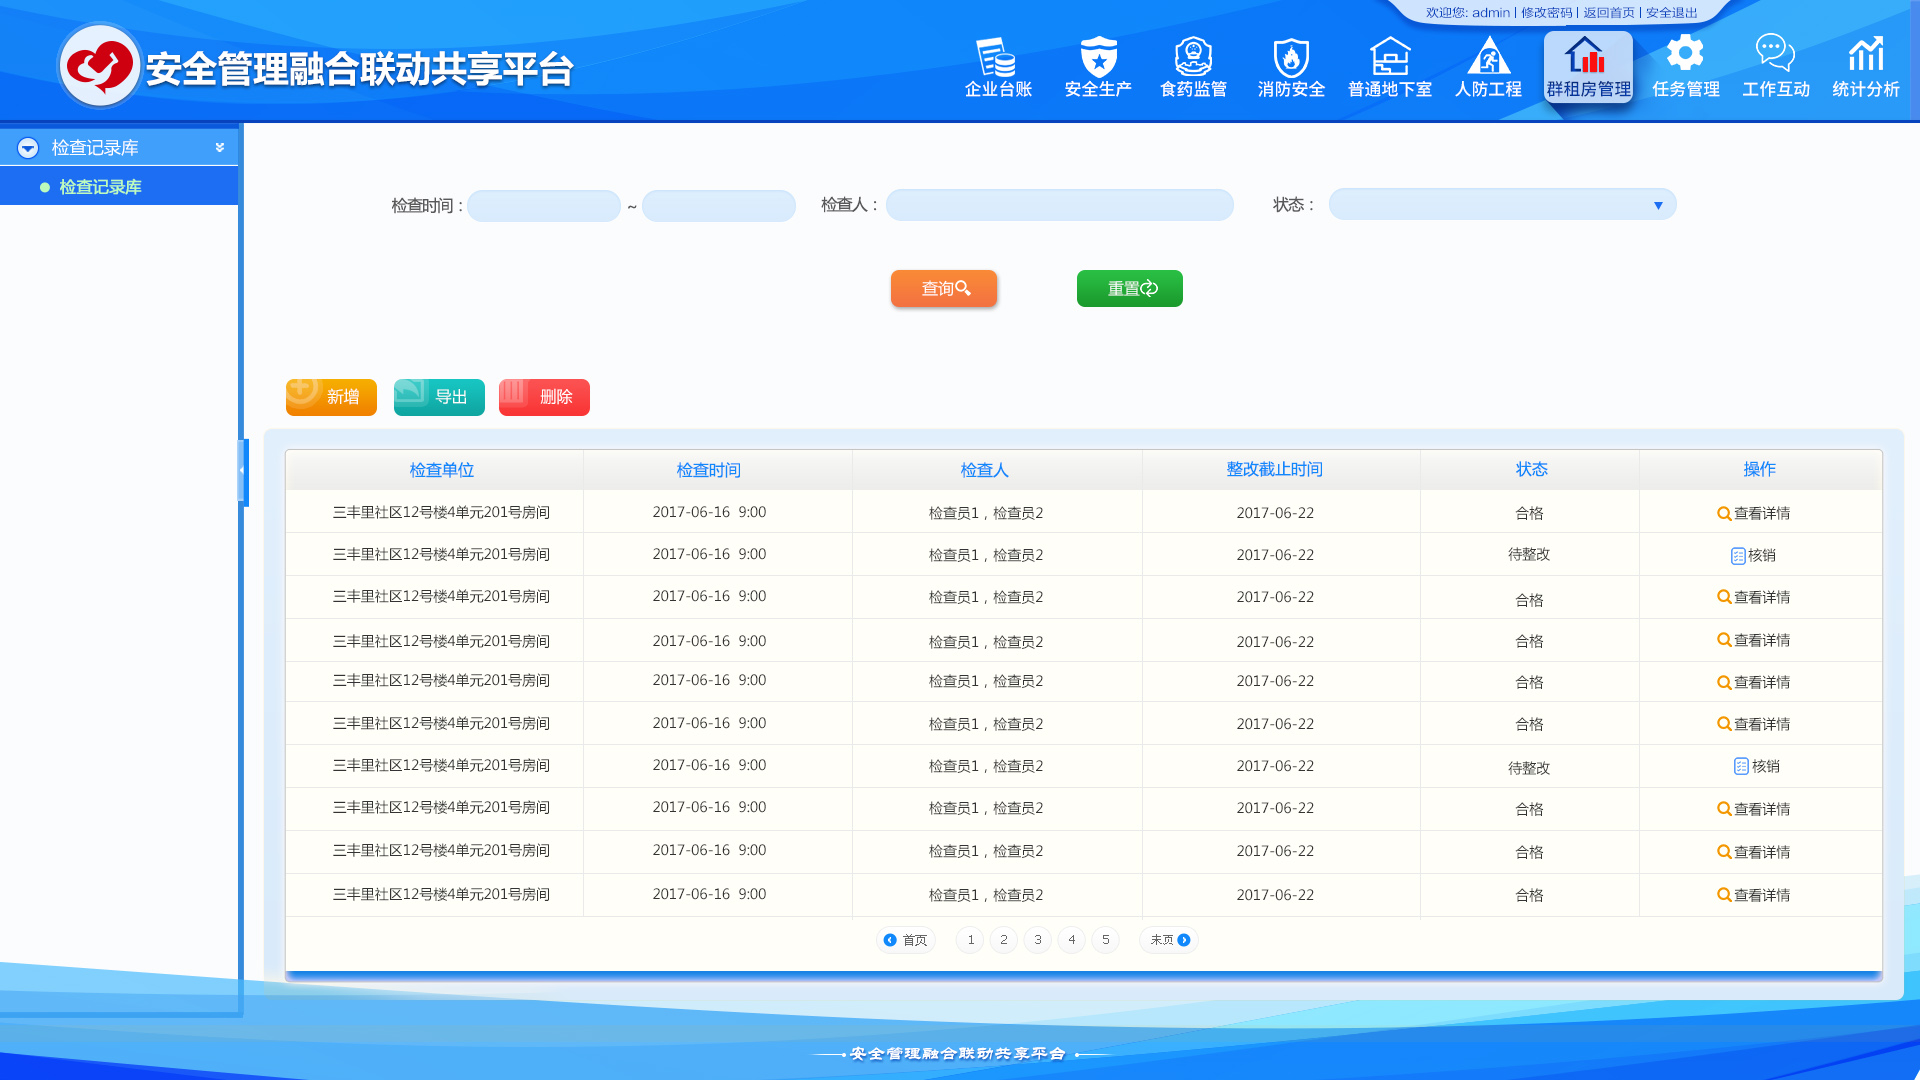 欢迎您: admin | 修改密码 | 返回首页 | 安全退出
安全管理融合联动共享平台
企业台账 安全生产 食药监管 消防安全 普通地下室 人防工程 群租房管理 任务管理 工作互动 统计分析
检查记录库
检查记录库
检查时间： ~ 检查人： 状态：
查询 重置
新增 导出 删除
检查单位 检查时间 检查人 整改截止时间 状态 操作
三丰里社区12号楼4单元201号房间 2017-06-16 9:00 检查员1，检查员2 2017-06-22 合格 查看详情
三丰里社区12号楼4单元201号房间 2017-06-16 9:00 检查员1，检查员2 2017-06-22 待整改 核销
三丰里社区12号楼4单元201号房间 2017-06-16 9:00 检查员1，检查员2 2017-06-22 合格 查看详情
三丰里社区12号楼4单元201号房间 2017-06-16 9:00 检查员1，检查员2 2017-06-22 合格 查看详情
三丰里社区12号楼4单元201号房间 2017-06-16 9:00 检查员1，检查员2 2017-06-22 合格 查看详情
三丰里社区12号楼4单元201号房间 2017-06-16 9:00 检查员1，检查员2 2017-06-22 合格 查看详情
三丰里社区12号楼4单元201号房间 2017-06-16 9:00 检查员1，检查员2 2017-06-22 待整改 核销
三丰里社区12号楼4单元201号房间 2017-06-16 9:00 检查员1，检查员2 2017-06-22 合格 查看详情
三丰里社区12号楼4单元201号房间 2017-06-16 9:00 检查员1，检查员2 2017-06-22 合格 查看详情
三丰里社区12号楼4单元201号房间 2017-06-16 9:00 检查员1，检查员2 2017-06-22 合格 查看详情
首页 1 2 3 4 5 末页
安全管理融合联动共享平台